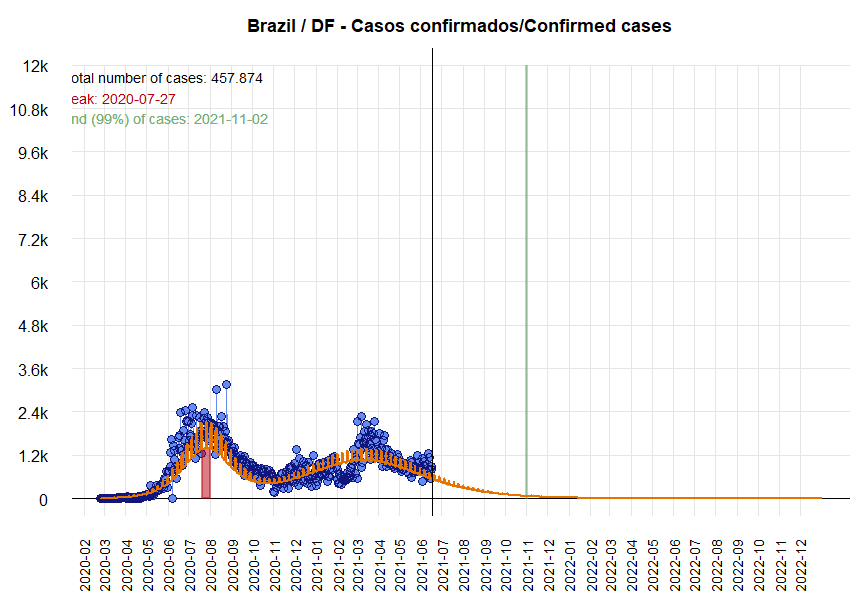 Brazil / DF - Casos confirmados/Confirmed cases
12k
otal number of cases: 457.874
eak: 2020-07-27
10.8k
nd (99%) of cases: 2021-11-02
9.6k
8.4k
7.2k
6k
4.8k
3.6k
2.4k
1.2k
0
2020-02
2020-03
2020-04
2020-05
2020-06
2020-07
2020-08
2020-09
2020-10
2020-11
2020-12
2021-01
2021-02
2021-03
2021-04
2021-05
2021-06
2021-07
2021-08
2021-09
2021-10
2021-11
2021-12
2022-01
2022-02
2022-03
2022-04
2022-05
2022-06
2022-07
2022-08
2022-09
2022-10
2022-11
2022-12